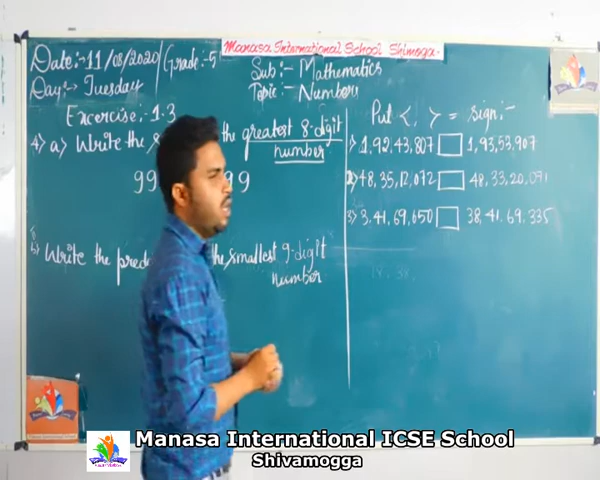 Manasa International School Shimoga.
Date:- 11/08/2020 Grade:-5
Day:- Tuesday
Sub:- Mathematics
Topic:- Numbers
Exercise:-1.3
4) a) Write the the greatest 8-digit
number
99 99
b) Write the pred the smallest 9-digit
number
Put <, > = sign:-
1) 1,92,43,807 1,93,53,907
2) 48,35,12,072 48,33,20,091
3) 3,41,69,650 38,41,69,335
Manasa International ICSE School
Shivamogga